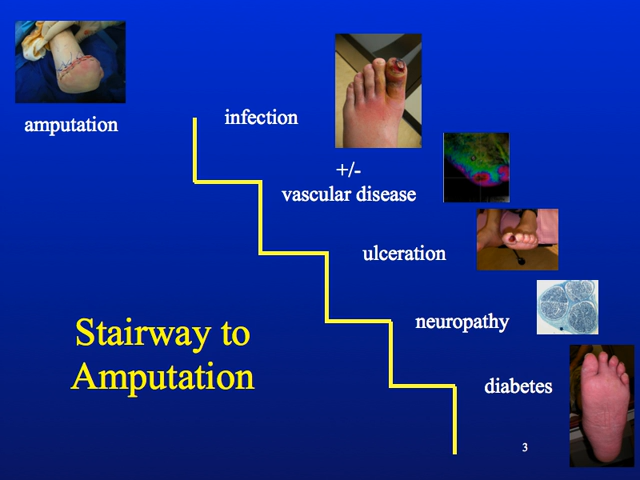 amputation
infection
+/-
vascular disease
ulceration
neuropathy
Stairway to
Amputation
diabetes
3